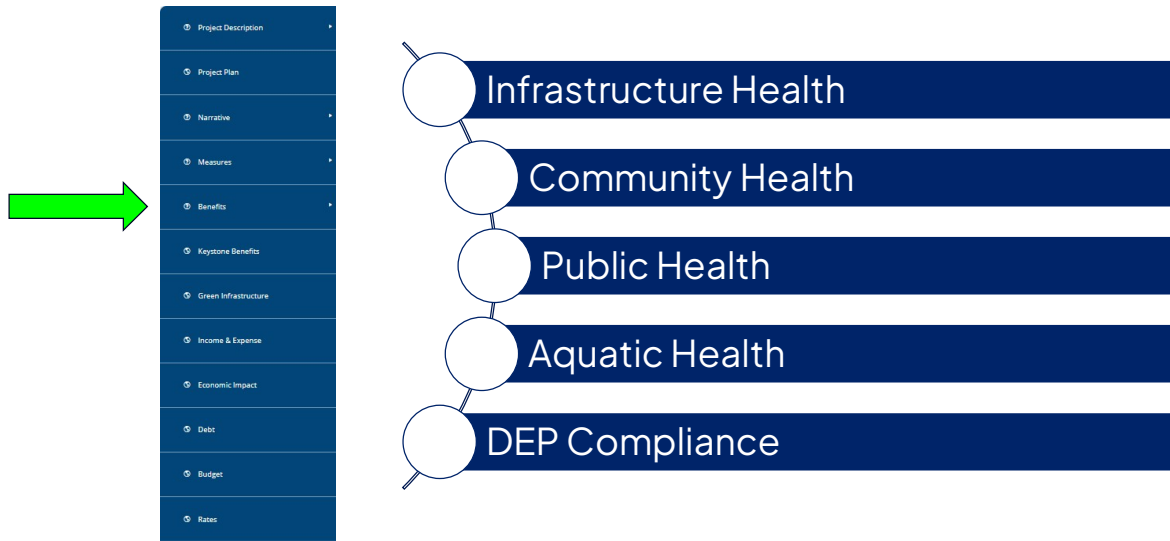 Project Description
Project Plan
Narrative
Measures
Benefits
Keystone Benefits
Green Infrastructure
Income & Expense
Economic Impact
Debt
Budget
Rates
Infrastructure Health
Community Health
Public Health
Aquatic Health
DEP Compliance